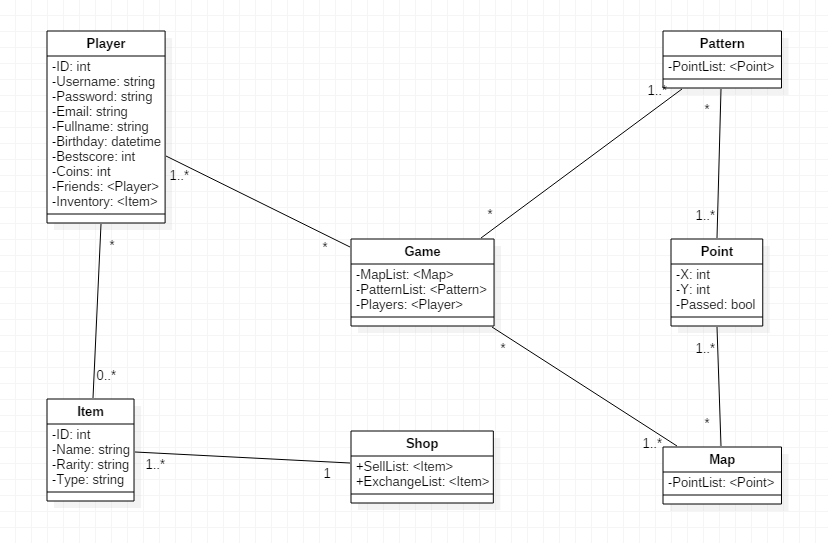 Player
-ID: int
-Username: string
-Password: string
-Email: string
-Fullname: string
-Birthday: datetime
-Bestscore: int
-Coins: int
-Friends: <Player>
-Inventory: <Item>
1..*
*
*
0..*
Pattern
-PointList: <Point>
1..*
*
*
1..*
Game
-MapList: <Map>
-PatternList: <Pattern>
-Players: <Player>
*
1..*
Point
-X: int
-Y: int
-Passed: bool
1..*
*
Item
-ID: int
-Name: string
-Rarity: string
-Type: string
1..*
1
Shop
+SellList: <Item>
+ExchangeList: <Item>
Map
-PointList: <Point>